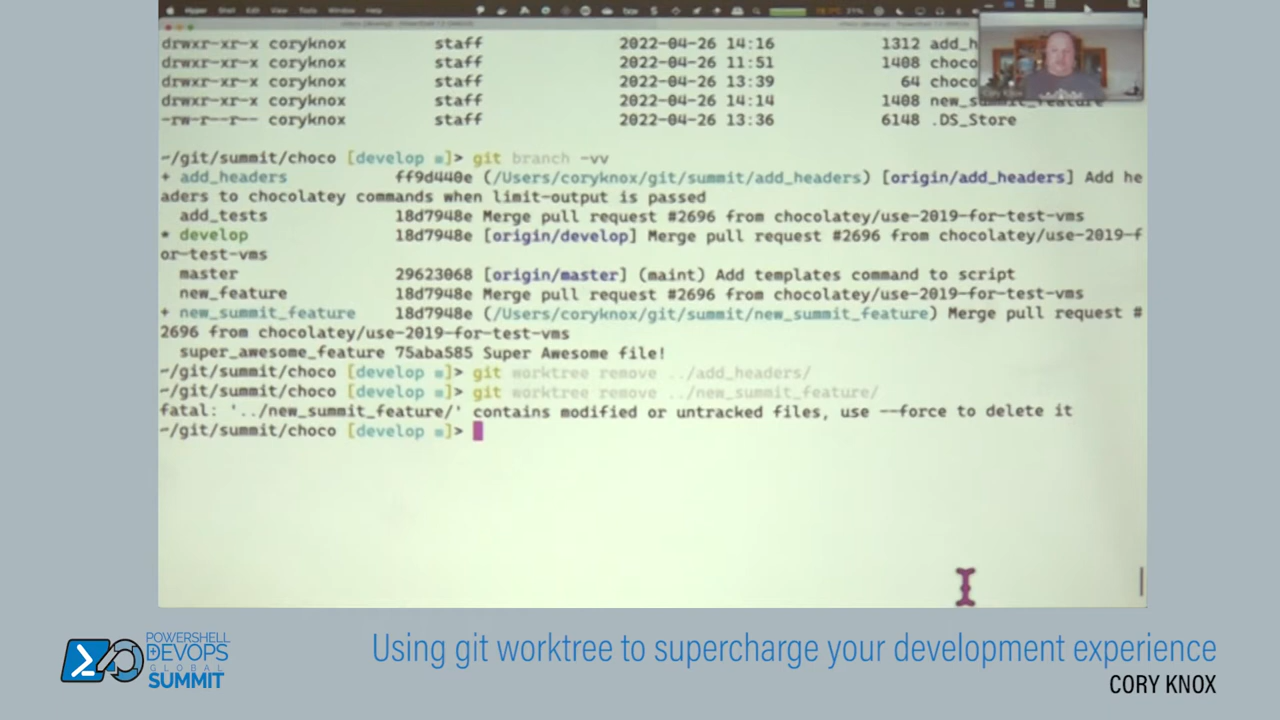 Hyper Shell Edit View Tools Window Help
drwxr-xr-x coryknox staff 2022-04-26 14:16 1312 add_h
drwxr-xr-x coryknox staff 2022-04-26 11:51 1408 choco
drwxr-xr-x coryknox staff 2022-04-26 13:39 64 choco
drwxr-xr-x coryknox staff 2022-04-26 14:14 1408 new_summit_feature
-rw-r--r-- coryknox staff 2022-04-26 13:36 6148 .DS_Store
Cory Knox
~/git/summit/choco [develop ≡]> git branch -vv
+ add_headers ff9d440e (/Users/coryknox/git/summit/add_headers) [origin/add_headers] Add he
aders to chocolatey commands when limit-output is passed
add_tests 18d7948e Merge pull request #2696 from chocolatey/use-2019-for-test-vms
* develop 18d7948e [origin/develop] Merge pull request #2696 from chocolatey/use-2019-f
or-test-vms
master 29623068 [origin/master] (maint) Add templates command to script
new_feature 18d7948e Merge pull request #2696 from chocolatey/use-2019-for-test-vms
+ new_summit_feature 18d7948e (/Users/coryknox/git/summit/new_summit_feature) Merge pull request #
2696 from chocolatey/use-2019-for-test-vms
super_awesome_feature 75aba585 Super Awesome file!
~/git/summit/choco [develop ≡]> git worktree remove ../add_headers/
~/git/summit/choco [develop ≡]> git worktree remove ../new_summit_feature/
fatal: '../new_summit_feature/' contains modified or untracked files, use --force to delete it
~/git/summit/choco [develop ≡]>
POWERSHELL
DEVOPS
GLOBAL
SUMMIT
Using git worktree to supercharge your development experience
CORY KNOX